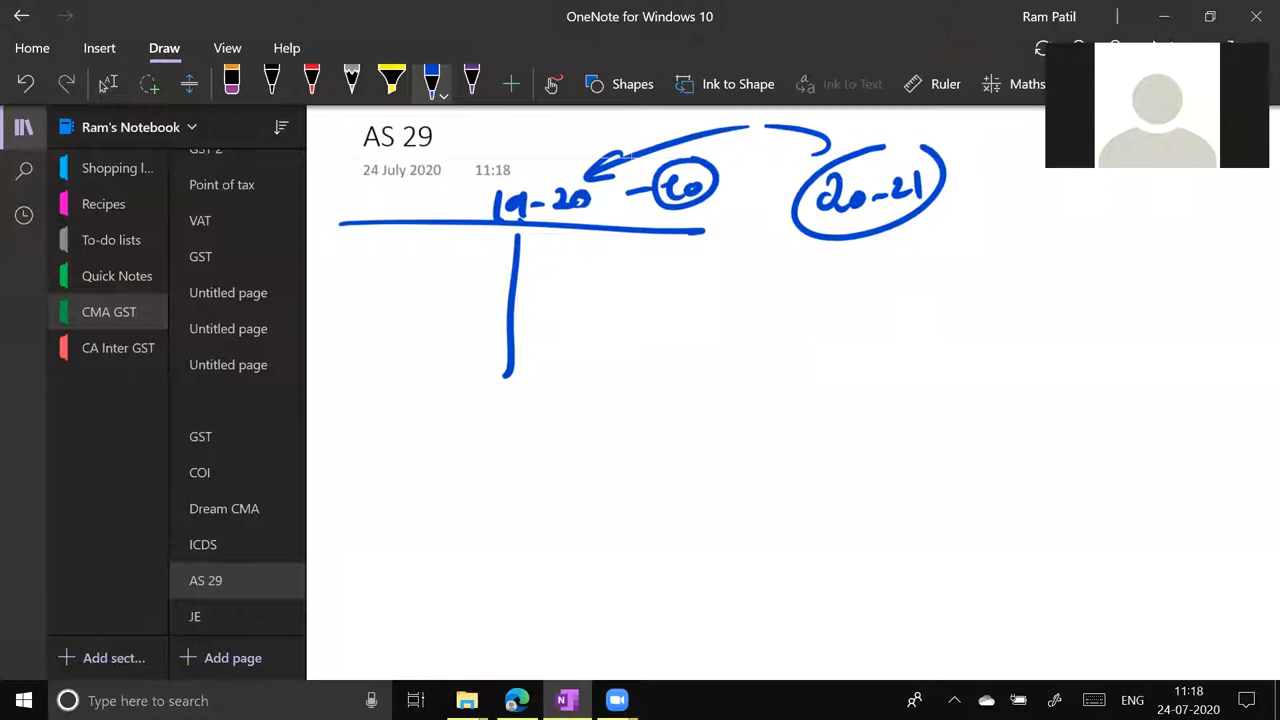 OneNote for Windows 10
Ram Patil
Home
Insert
Draw
View
Help
Shapes
Ink to Shape
Ink to Text
Ruler
Maths
Ram's Notebook
Shopping l...
Recipes
To-do lists
Quick Notes
CMA GST
CA Inter GST
Add sect...
GST 2
Point of tax
VAT
GST
Untitled page
Untitled page
Untitled page
GST
COI
Dream CMA
ICDS
AS 29
JE
Add page
AS 29
24 July 2020 11:18
19-20
20-21
Type here to search
ENG
11:18
24-07-2020